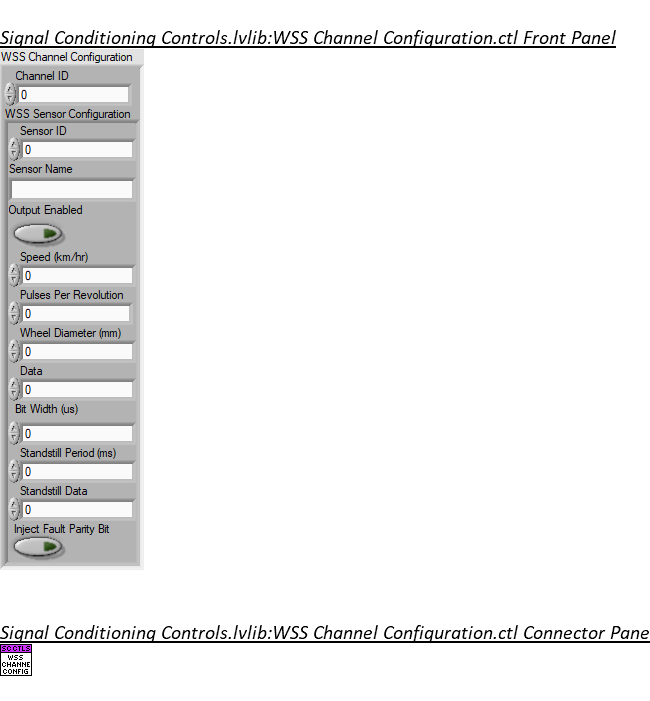 Signal Conditioning Controls.lvlib:WSS Channel Configuration.ctl Front Panel
WSS Channel Configuration
Channel ID
0
WSS Sensor Configuration
Sensor ID
0
Sensor Name
Output Enabled
Speed (km/hr)
0
Pulses Per Revolution
0
Wheel Diameter (mm)
0
Data
0
Bit Width (us)
0
Standstill Period (ms)
0
Standstill Data
0
Inject Fault Parity Bit
Signal Conditioning Controls.lvlib:WSS Channel Configuration.ctl Connector Pane
SC CTLS
WSS
CHANNE
CONFIG